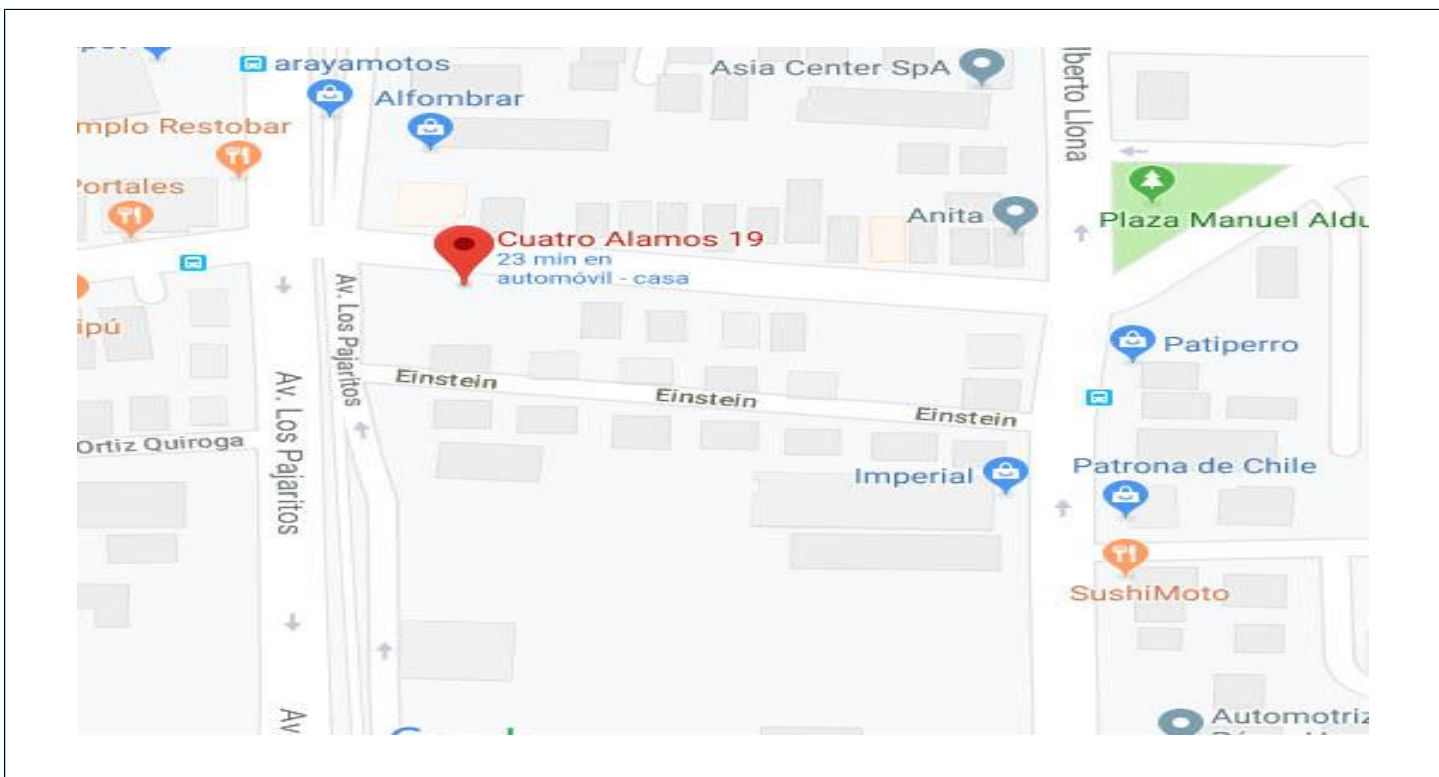 arayamotos
Asia Center SpA
Alfombrar
mplo Restobar
lberto Llona
Portales
Anita
Plaza Manuel Aldu
Cuatro Alamos 19
23 min en
automóvil - casa
Av. Los Pajaritos
ipú
Patiperro
Einstein
Einstein
Einstein
Av. Los Pajaritos
Ortiz Quiroga
Imperial
Patrona de Chile
SushiMoto
Av
Automotriz